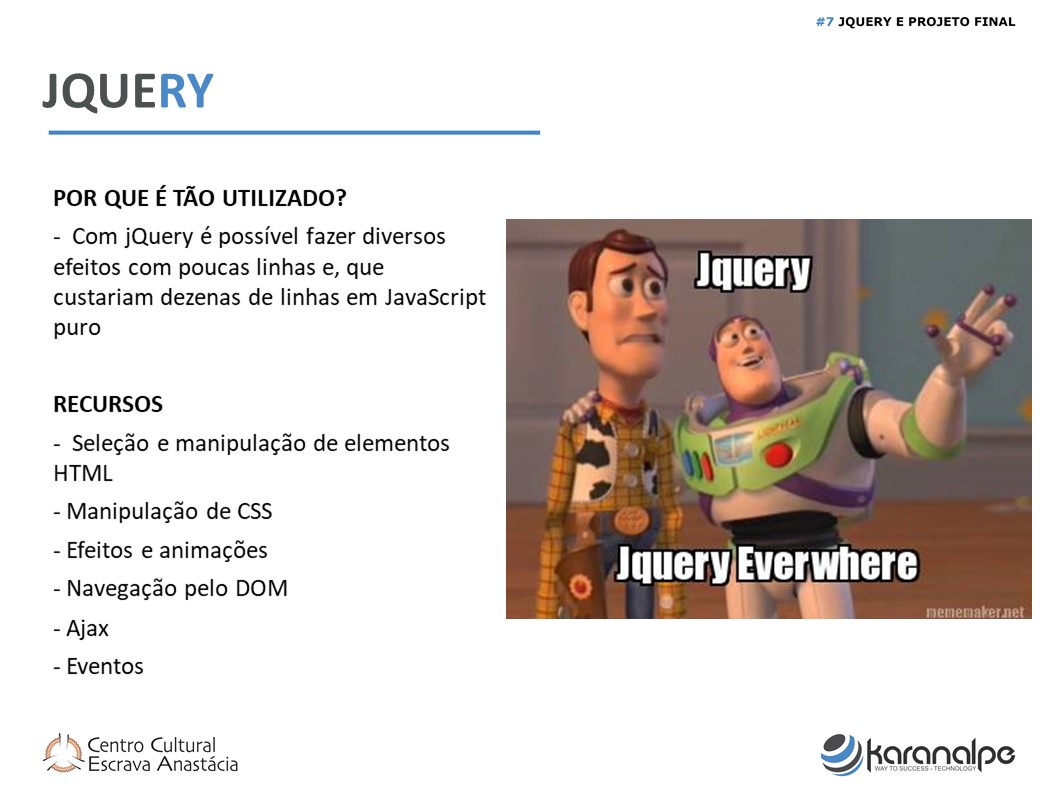 #7 JQUERY E PROJETO FINAL
JQUERY
POR QUE É TÃO UTILIZADO?
- Com jQuery é possível fazer diversos
efeitos com poucas linhas e, que
custariam dezenas de linhas em JavaScript
puro
RECURSOS
- Seleção e manipulação de elementos
HTML
- Manipulação de CSS
- Efeitos e animações
- Navegação pelo DOM
- Ajax
- Eventos
Jquery
LIGHTYEAR
Jquery Everwhere
mememaker.net
Centro Cultural
Escrava Anastácia
karanalpe
WAY TO SUCCESS - TECHNOLOGY